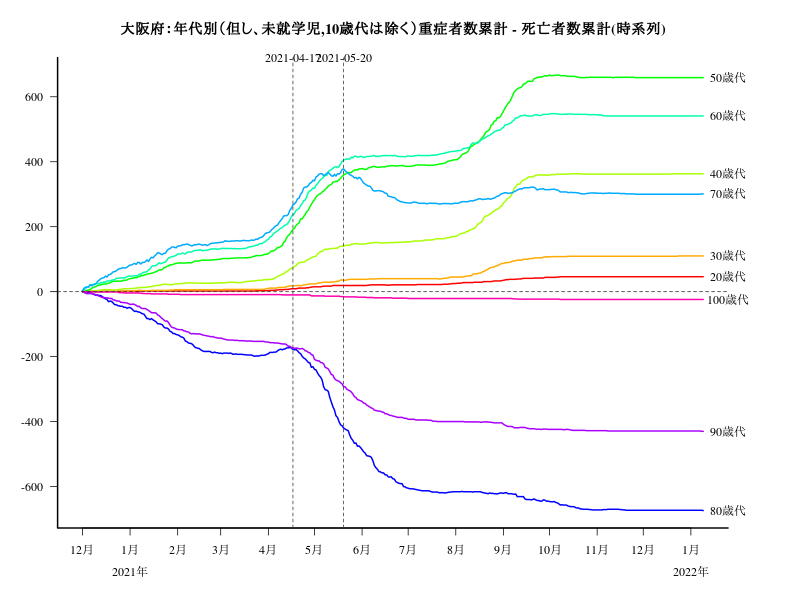 大阪府：年代別（但し、未就学児,10歳代は除く）重症者数累計 - 死亡者数累計(時系列)
2021-04-17
2021-05-20
600
400
200
0
-200
-400
-600
50歳代
60歳代
40歳代
70歳代
30歳代
20歳代
100歳代
90歳代
80歳代
12月 1月 2月 3月 4月 5月 6月 7月 8月 9月 10月 11月 12月 1月
2021年 2022年